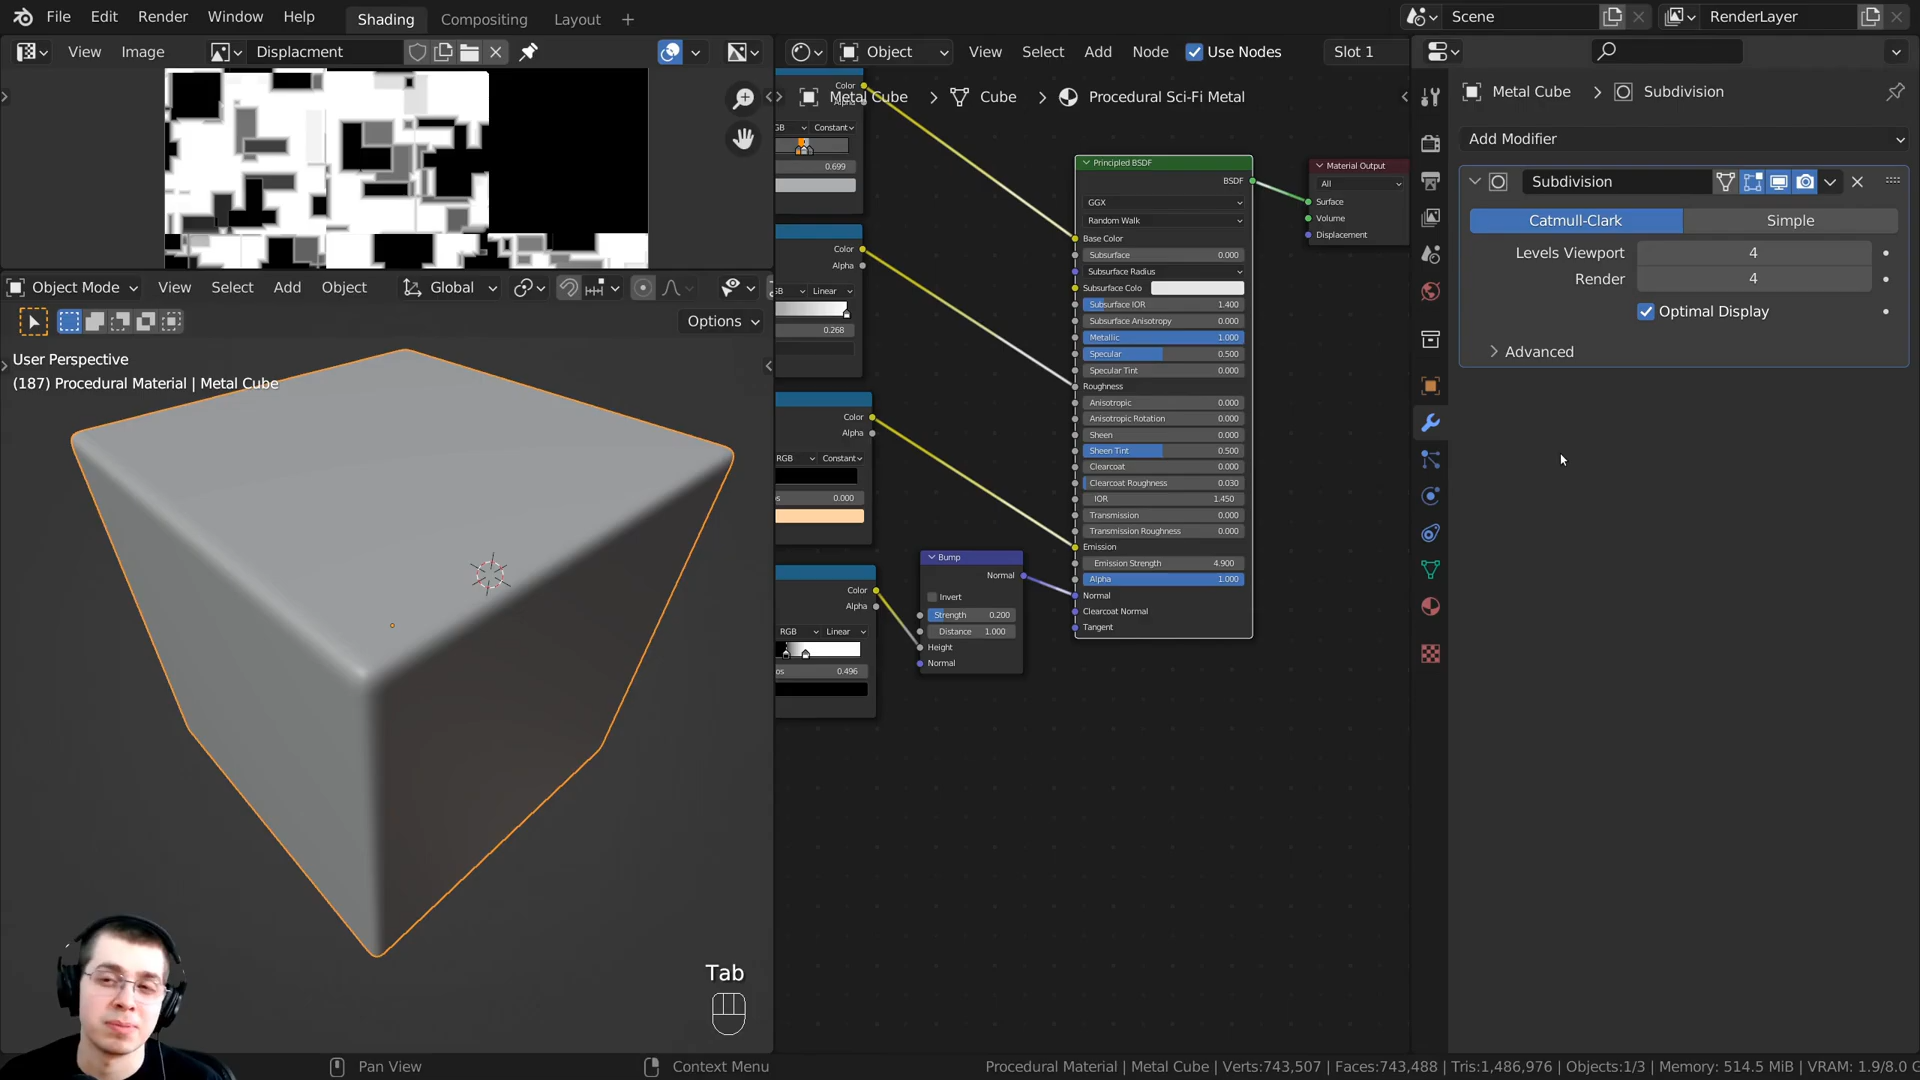 File Edit Render Window Help Shading Compositing Layout + Scene RenderLayer
View Image Displacment
Object View Select Add Node Use Nodes Slot 1
Metal Cube > Cube > Procedural Sci-Fi Metal
Metal Cube > Subdivision
Add Modifier
Subdivision
Catmull-Clark Simple
Levels Viewport 4
Render 4
Optimal Display
Advanced
Object Mode View Select Add Object Global
Options
User Perspective
(187) Procedural Material | Metal Cube
Color
Constant
0.699
Color
Alpha
Linear
0.268
Color
Alpha
RGB Constant
0.000
Color
Alpha
RGB Linear
0.496
Bump
Normal
Invert
Strength 0.200
Distance 1.000
Height
Normal
Principled BSDF
BSDF
GGX
Random Walk
Base Color
Subsurface 0.000
Subsurface Radius
Subsurface Colo
Subsurface IOR 1.400
Subsurface Anisotropy 0.000
Metallic 1.000
Specular 0.500
Specular Tint 0.000
Roughness
Anisotropic 0.000
Anisotropic Rotation 0.000
Sheen 0.000
Sheen Tint 0.500
Clearcoat 0.000
Clearcoat Roughness 0.030
IOR 1.450
Transmission 0.000
Transmission Roughness 0.000
Emission
Emission Strength 4.900
Alpha 1.000
Normal
Clearcoat Normal
Tangent
Material Output
All
Surface
Volume
Displacement
Tab
Pan View Context Menu Procedural Material | Metal Cube | Verts:743,507 | Faces:743,488 | Tris:1,486,976 | Objects:1/3 | Memory: 514.5 MiB | VRAM: 1.9/8.0